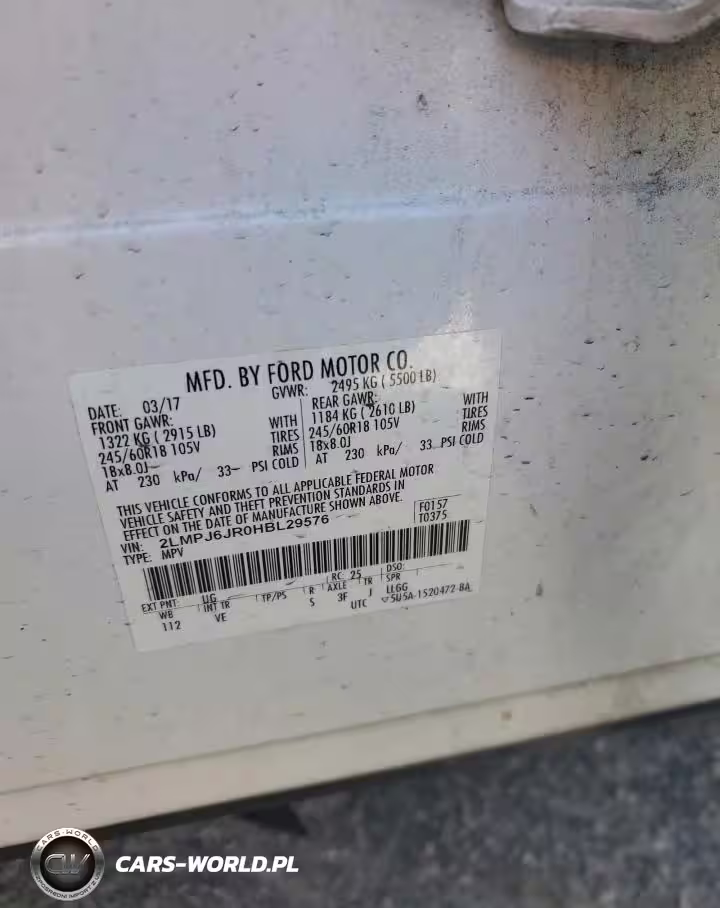 MFD. BY FORD MOTOR CO.
DATE: 03/17 GVWR: 2495 KG ( 5500 LB)
FRONT GAWR: REAR GAWR:
1322 KG ( 2915 LB) WITH 1184 KG ( 2610 LB) WITH
245/60R18 105V TIRES 245/60R18 105V TIRES
18x8.0J RIMS 18x8.0J RIMS
AT 230 kPa/ 33 PSI COLD AT 230 kPa/ 33 PSI COLD
THIS VEHICLE CONFORMS TO ALL APPLICABLE FEDERAL MOTOR
VEHICLE SAFETY AND THEFT PREVENTION STANDARDS IN
EFFECT ON THE DATE OF MANUFACTURE SHOWN ABOVE.
VIN: 2LMPJ6JR0HBL29576 F0157
TYPE: MPV T0375
EXT PNT: UG RC: 25 DSO:
WB INT TR TP/PS R AXLE TR SPR
112 VE S 3F J LL6G
UTC 5U5A-1520472-BA
CARS-WORLD
CW
CARS-WORLD.PL